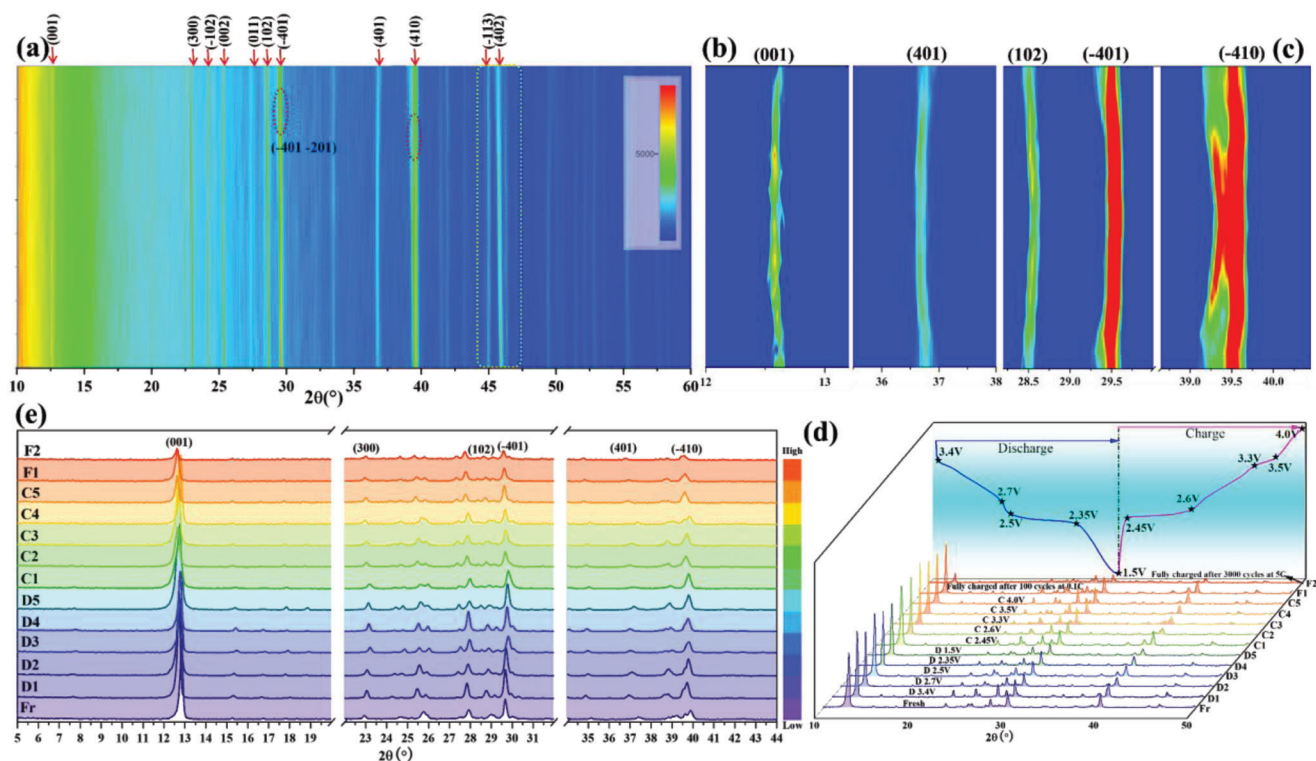 (a)
(001)
(300)
(-102)
(002)
(011)
(102)
(-401)
(401)
(410)
(-113)
(402)
(-401 -201)
5000
10 15 20 25 30 35 40 45 50 55 60
2θ(°)
(b)
(001)
(401)
(102)
(-401)
(-410)
(c)
12 13 35 36 37 38 28.5 29.0 29.5 39.0 39.5 40.0
(e)
(001)
(300)
(102)
(-401)
(401)
(-410)
F2
F1
C5
C4
C3
C2
C1
D5
D4
D3
D2
D1
Fr
High
Low
5 6 7 8 9 10 11 12 13 14 15 16 17 18 19 23 24 25 26 27 28 29 30 31 32 34 35 36 37 38 39 40 41 42 43 44
2θ(°)
(d)
Discharge
Charge
3.4V
2.7V
2.5V
2.35V
1.5V
2.45V
2.6V
3.3V
3.5V
4.0V
Fully charged after 3000 cycles at 5C
Fully charged after 100 cycles at 0.1C
C 4.0V
C 3.5V
C 3.3V
C 2.6V
C 2.45V
D 1.5V
D 2.35V
D 2.5V
D 2.7V
D 3.4V
Fresh
F2
F1
C5
C4
C3
C2
C1
D5
D4
D3
D2
D1
Fr
10 20 30 40 50
2θ(°)